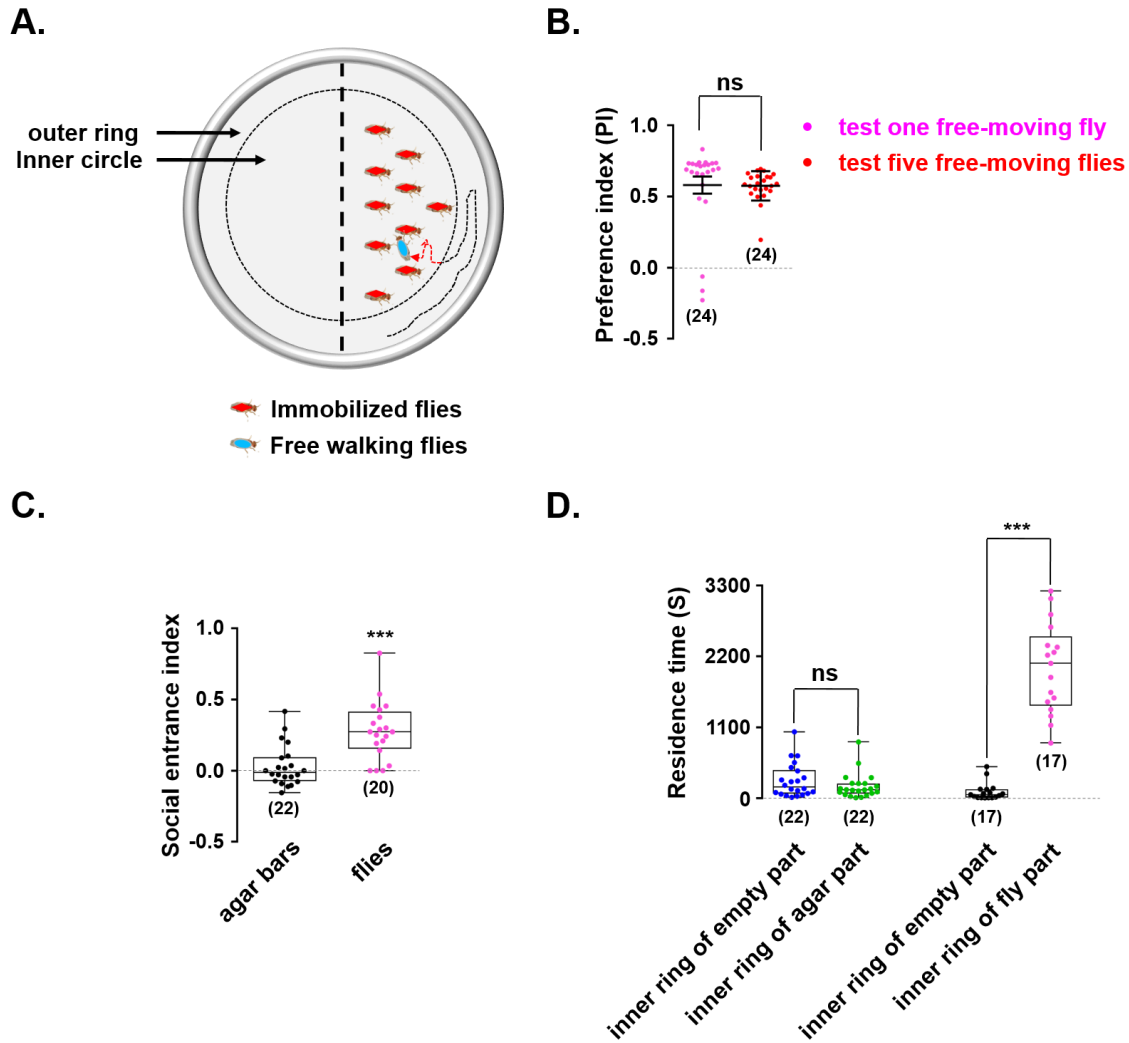 A.
outer ring
Inner circle
Immobilized flies
Free walking flies
B.
ns
Preference index (PI)
1.0
0.5
0.0
-0.5
(24)
(24)
test one free-moving fly
test five free-moving flies
C.
Social entrance index
1.0
0.5
0.0
-0.5
***
(22)
(20)
agar bars
flies
D.
Residence time (S)
3300
2200
1100
0
ns
***
(22)
(22)
(17)
(17)
inner ring of empty part
inner ring of agar part
inner ring of empty part
inner ring of fly part